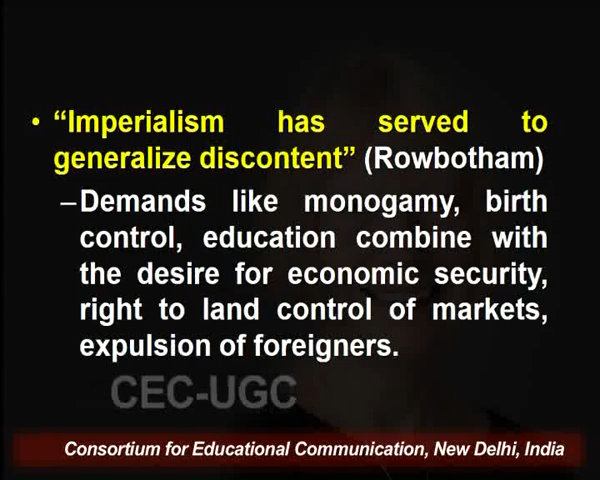 • “Imperialism has served to
generalize discontent” (Rowbotham)
–Demands like monogamy, birth
control, education combine with
the desire for economic security,
right to land control of markets,
expulsion of foreigners.
CEC-UGC
Consortium for Educational Communication, New Delhi, India